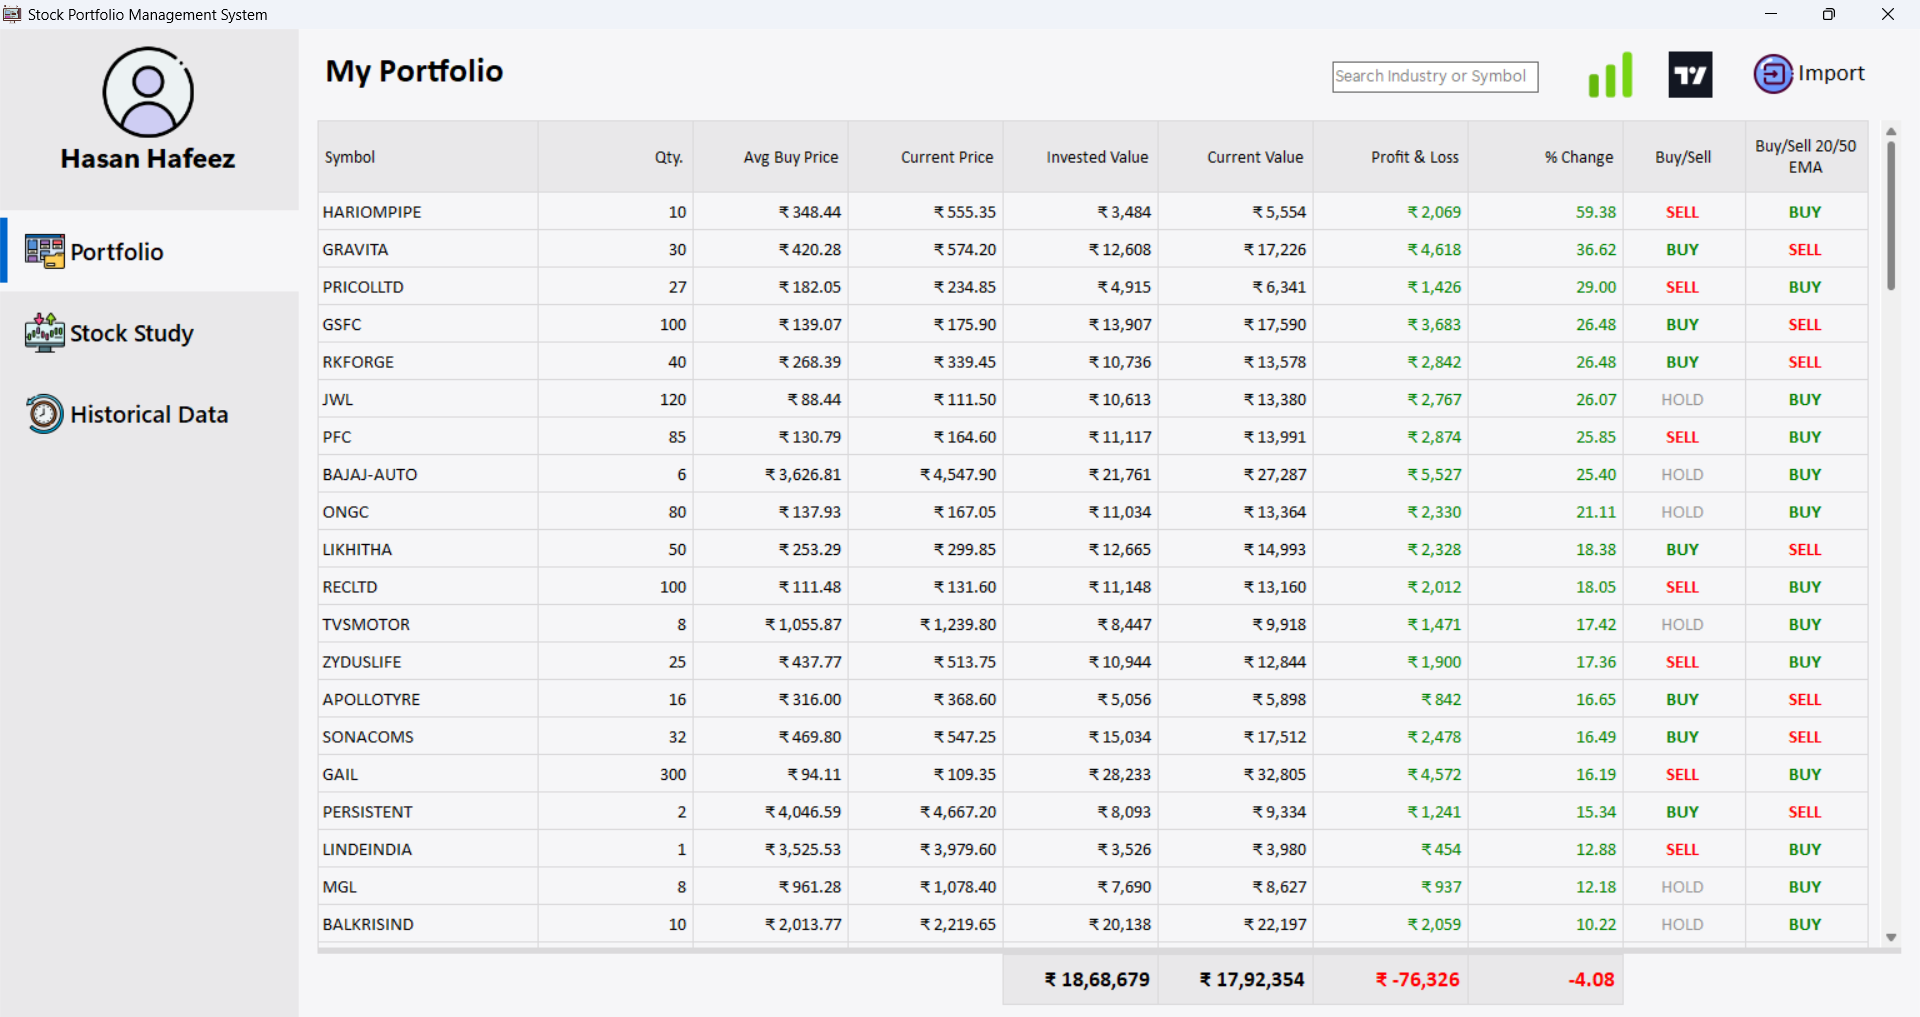 Stock Portfolio Management System
Hasan Hafeez
Portfolio
Stock Study
Historical Data
My Portfolio
Search Industry or Symbol
Import
Symbol Qty. Avg Buy Price Current Price Invested Value Current Value Profit & Loss % Change Buy/Sell Buy/Sell 20/50 EMA
HARIOMPIPE 10 ₹ 348.44 ₹ 555.35 ₹ 3,484 ₹ 5,554 ₹ 2,069 59.38 SELL BUY
GRAVITA 30 ₹ 420.28 ₹ 574.20 ₹ 12,608 ₹ 17,226 ₹ 4,618 36.62 BUY SELL
PRICOLLTD 27 ₹ 182.05 ₹ 234.85 ₹ 4,915 ₹ 6,341 ₹ 1,426 29.00 SELL BUY
GSFC 100 ₹ 139.07 ₹ 175.90 ₹ 13,907 ₹ 17,590 ₹ 3,683 26.48 BUY SELL
RKFORGE 40 ₹ 268.39 ₹ 339.45 ₹ 10,736 ₹ 13,578 ₹ 2,842 26.48 BUY SELL
JWL 120 ₹ 88.44 ₹ 111.50 ₹ 10,613 ₹ 13,380 ₹ 2,767 26.07 HOLD BUY
PFC 85 ₹ 130.79 ₹ 164.60 ₹ 11,117 ₹ 13,991 ₹ 2,874 25.85 SELL BUY
BAJAJ-AUTO 6 ₹ 3,626.81 ₹ 4,547.90 ₹ 21,761 ₹ 27,287 ₹ 5,527 25.40 HOLD BUY
ONGC 80 ₹ 137.93 ₹ 167.05 ₹ 11,034 ₹ 13,364 ₹ 2,330 21.11 HOLD BUY
LIKHITHA 50 ₹ 253.29 ₹ 299.85 ₹ 12,665 ₹ 14,993 ₹ 2,328 18.38 BUY SELL
RECLTD 100 ₹ 111.48 ₹ 131.60 ₹ 11,148 ₹ 13,160 ₹ 2,012 18.05 SELL BUY
TVSMOTOR 8 ₹ 1,055.87 ₹ 1,239.80 ₹ 8,447 ₹ 9,918 ₹ 1,471 17.42 HOLD BUY
ZYDUSLIFE 25 ₹ 437.77 ₹ 513.75 ₹ 10,944 ₹ 12,844 ₹ 1,900 17.36 SELL BUY
APOLLOTYRE 16 ₹ 316.00 ₹ 368.60 ₹ 5,056 ₹ 5,898 ₹ 842 16.65 BUY SELL
SONACOMS 32 ₹ 469.80 ₹ 547.25 ₹ 15,034 ₹ 17,512 ₹ 2,478 16.49 BUY SELL
GAIL 300 ₹ 94.11 ₹ 109.35 ₹ 28,233 ₹ 32,805 ₹ 4,572 16.19 SELL BUY
PERSISTENT 2 ₹ 4,046.59 ₹ 4,667.20 ₹ 8,093 ₹ 9,334 ₹ 1,241 15.34 BUY SELL
LINDEINDIA 1 ₹ 3,525.53 ₹ 3,979.60 ₹ 3,526 ₹ 3,980 ₹ 454 12.88 SELL BUY
MGL 8 ₹ 961.28 ₹ 1,078.40 ₹ 7,690 ₹ 8,627 ₹ 937 12.18 HOLD BUY
BALKRISIND 10 ₹ 2,013.77 ₹ 2,219.65 ₹ 20,138 ₹ 22,197 ₹ 2,059 10.22 HOLD BUY
₹ 18,68,679 ₹ 17,92,354 ₹ -76,326 -4.08